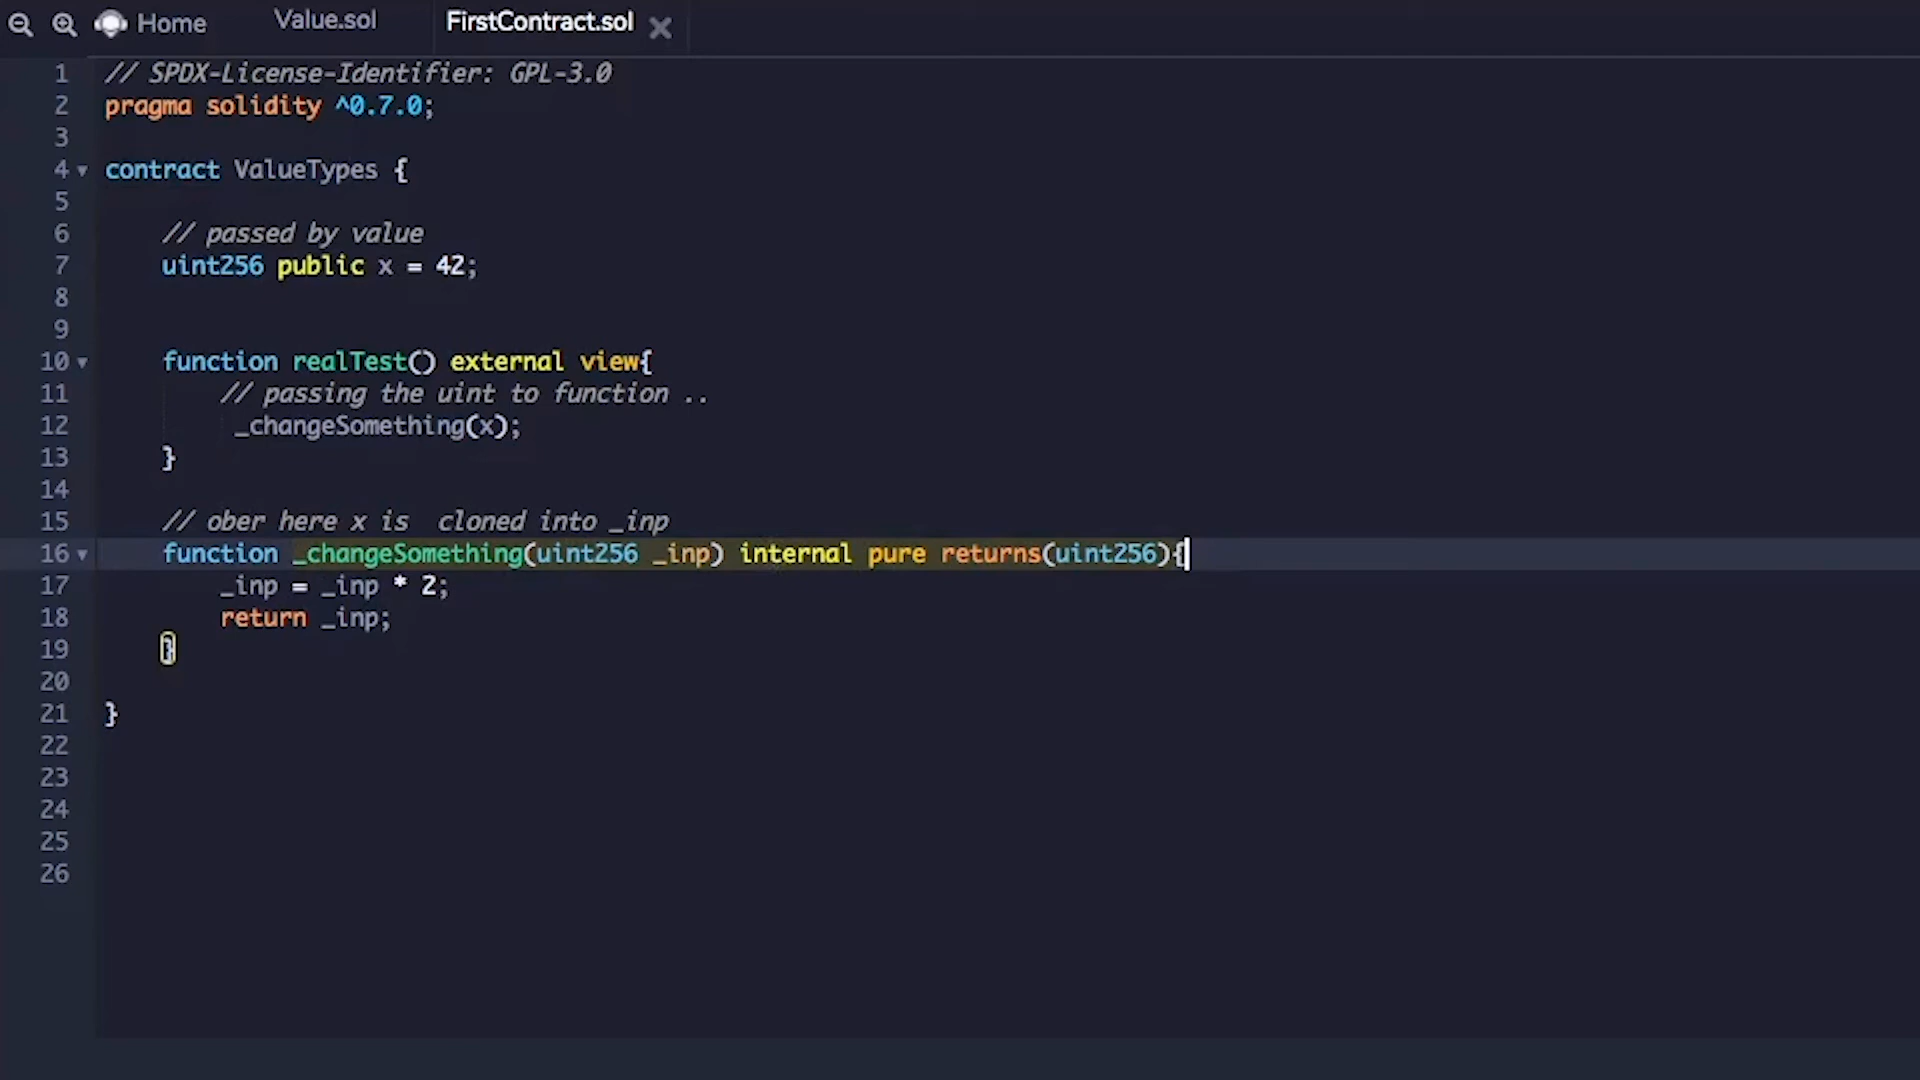 Home Value.sol FirstContract.sol
1 // SPDX-License-Identifier: GPL-3.0
2 pragma solidity ^0.7.0;
3
4 contract ValueTypes {
5
6 // passed by value
7 uint256 public x = 42;
8
9
10 function realTest() external view{
11 // passing the uint to function ..
12 _changeSomething(x);
13 }
14
15 // ober here x is  cloned into _inp
16 function _changeSomething(uint256 _inp) internal pure returns(uint256){
17 _inp = _inp * 2;
18 return _inp;
19 }
20
21 }
22
23
24
25
26